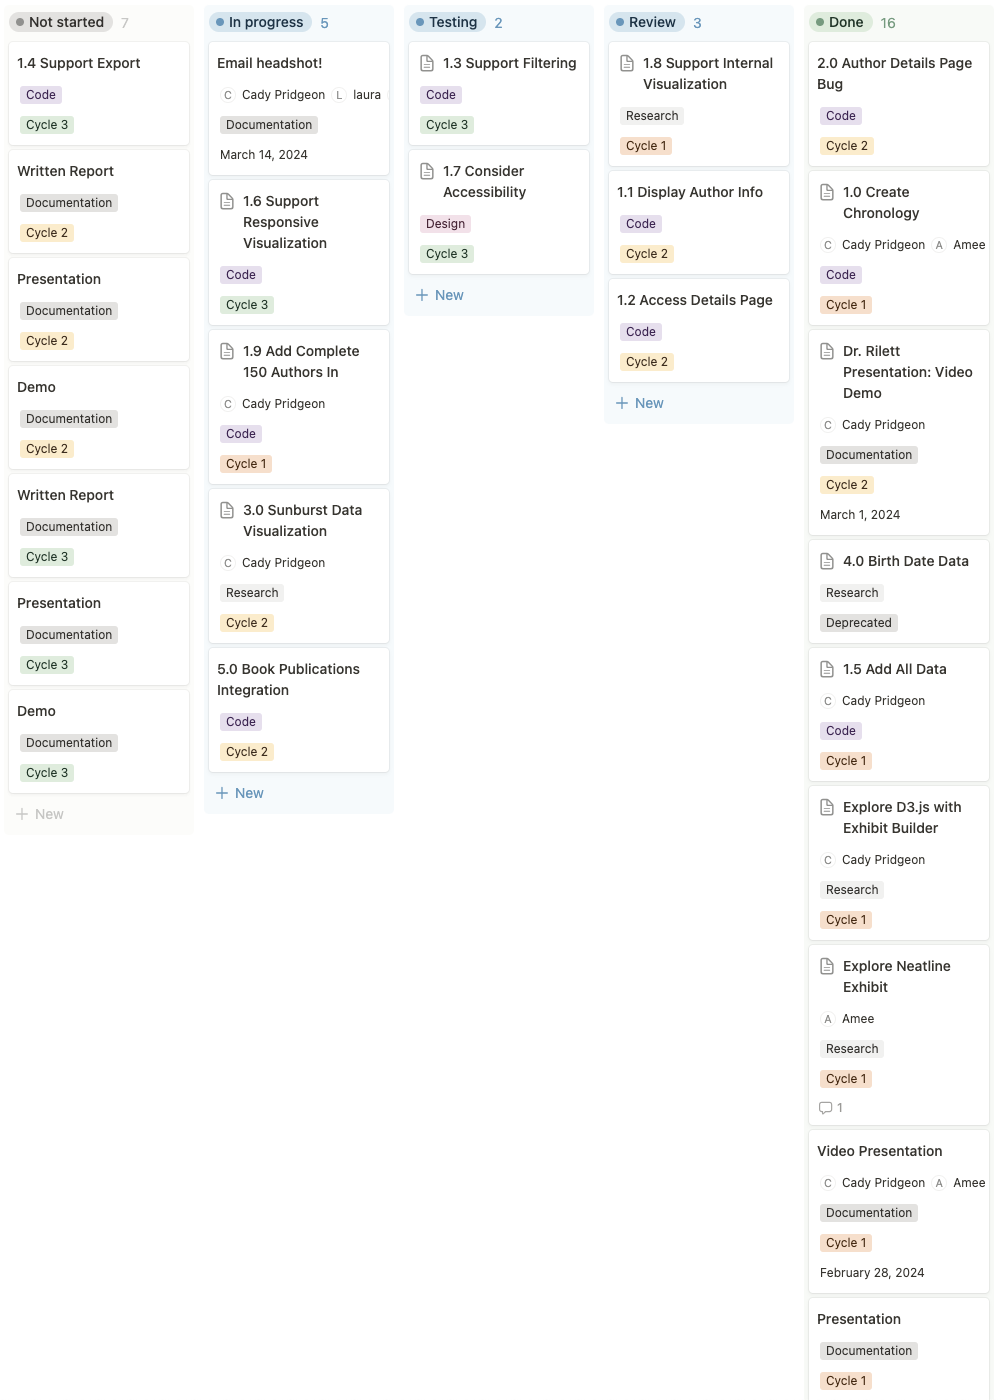 Not started 7
1.4 Support Export
Code
Cycle 3
Written Report
Documentation
Cycle 2
Presentation
Documentation
Cycle 2
Demo
Documentation
Cycle 2
Written Report
Documentation
Cycle 3
Presentation
Documentation
Cycle 3
Demo
Documentation
Cycle 3
+ New
In progress 5
Email headshot!
C Cady Pridgeon L laura
Documentation
March 14, 2024
1.6 Support
Responsive
Visualization
Code
Cycle 3
1.9 Add Complete
150 Authors In
C Cady Pridgeon
Code
Cycle 1
3.0 Sunburst Data
Visualization
C Cady Pridgeon
Research
Cycle 2
5.0 Book Publications
Integration
Code
Cycle 2
+ New
Testing 2
1.3 Support Filtering
Code
Cycle 3
1.7 Consider
Accessibility
Design
Cycle 3
+ New
Review 3
1.8 Support Internal
Visualization
Research
Cycle 1
1.1 Display Author Info
Code
Cycle 2
1.2 Access Details Page
Code
Cycle 2
+ New
Done 16
2.0 Author Details Page
Bug
Code
Cycle 2
1.0 Create
Chronology
C Cady Pridgeon A Amee
Code
Cycle 1
Dr. Rilett
Presentation: Video
Demo
C Cady Pridgeon
Documentation
Cycle 2
March 1, 2024
4.0 Birth Date Data
Research
Deprecated
1.5 Add All Data
C Cady Pridgeon
Code
Cycle 1
Explore D3.js with
Exhibit Builder
C Cady Pridgeon
Research
Cycle 1
Explore Neatline
Exhibit
A Amee
Research
Cycle 1
1
Video Presentation
C Cady Pridgeon A Amee
Documentation
Cycle 1
February 28, 2024
Presentation
Documentation
Cycle 1